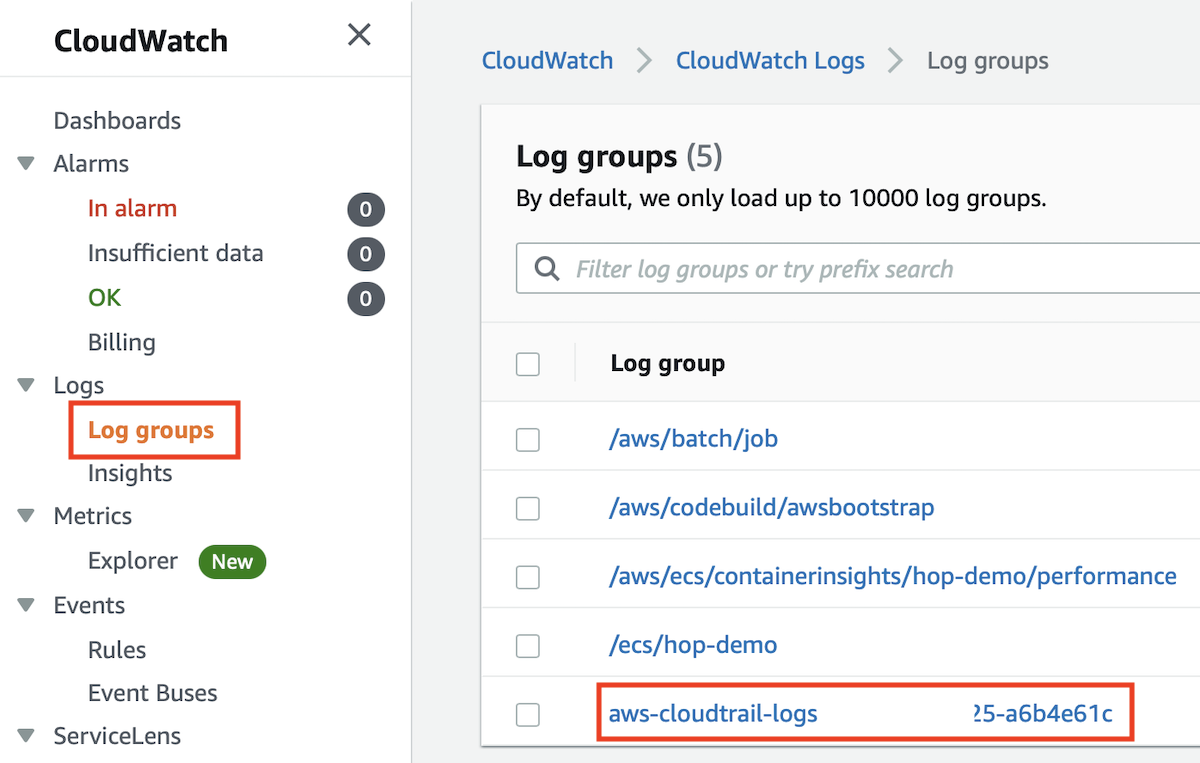 CloudWatch
Dashboards
Alarms
In alarm 0
Insufficient data 0
OK 0
Billing
Logs
Log groups
Insights
Metrics
Explorer New
Events
Rules
Event Buses
ServiceLens
CloudWatch > CloudWatch Logs > Log groups
Log groups (5)
By default, we only load up to 10000 log groups.
Filter log groups or try prefix search
Log group
/aws/batch/job
/aws/codebuild/awsbootstrap
/aws/ecs/containerinsights/hop-demo/performance
/ecs/hop-demo
aws-cloudtrail-logs 25-a6b4e61c